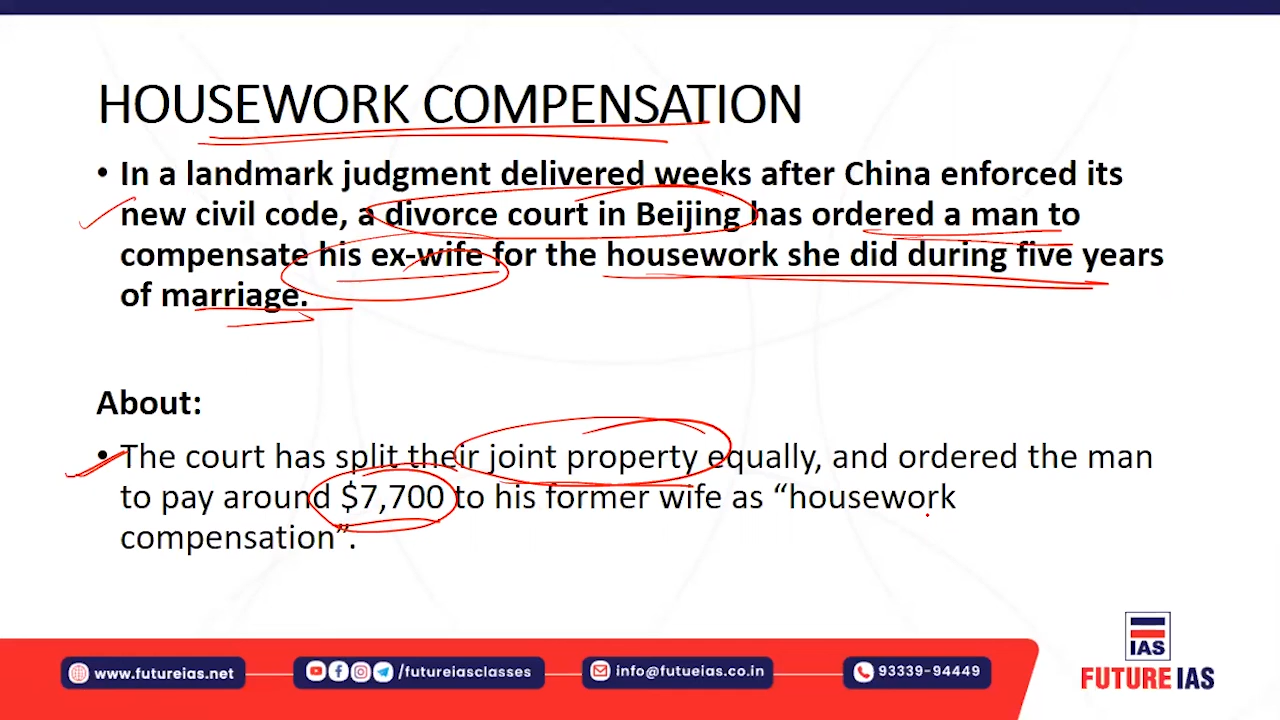 HOUSEWORK COMPENSATION
• In a landmark judgment delivered weeks after China enforced its
new civil code, a divorce court in Beijing has ordered a man to
compensate his ex-wife for the housework she did during five years
of marriage.
About:
• The court has split their joint property equally, and ordered the man
to pay around $7,700 to his former wife as “housework
compensation”.
www.futureias.net
/futureiasclasses
info@futueias.co.in
93339-94449
IAS
FUTURE IAS